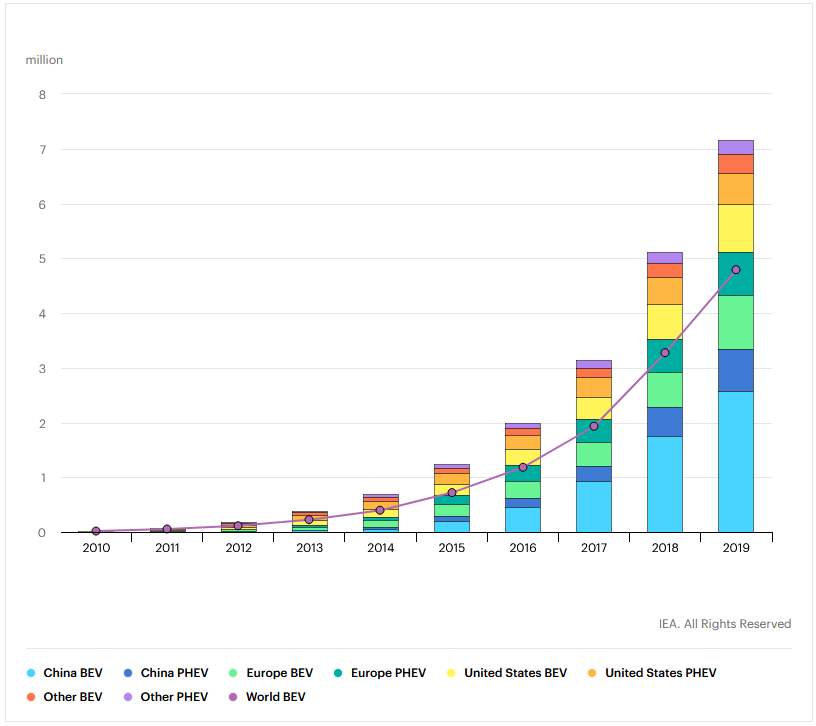 million
8
7
6
5
4
3
2
1
0
2010 2011 2012 2013 2014 2015 2016 2017 2018 2019
IEA. All Rights Reserved
China BEV China PHEV Europe BEV Europe PHEV United States BEV United States PHEV
Other BEV Other PHEV World BEV